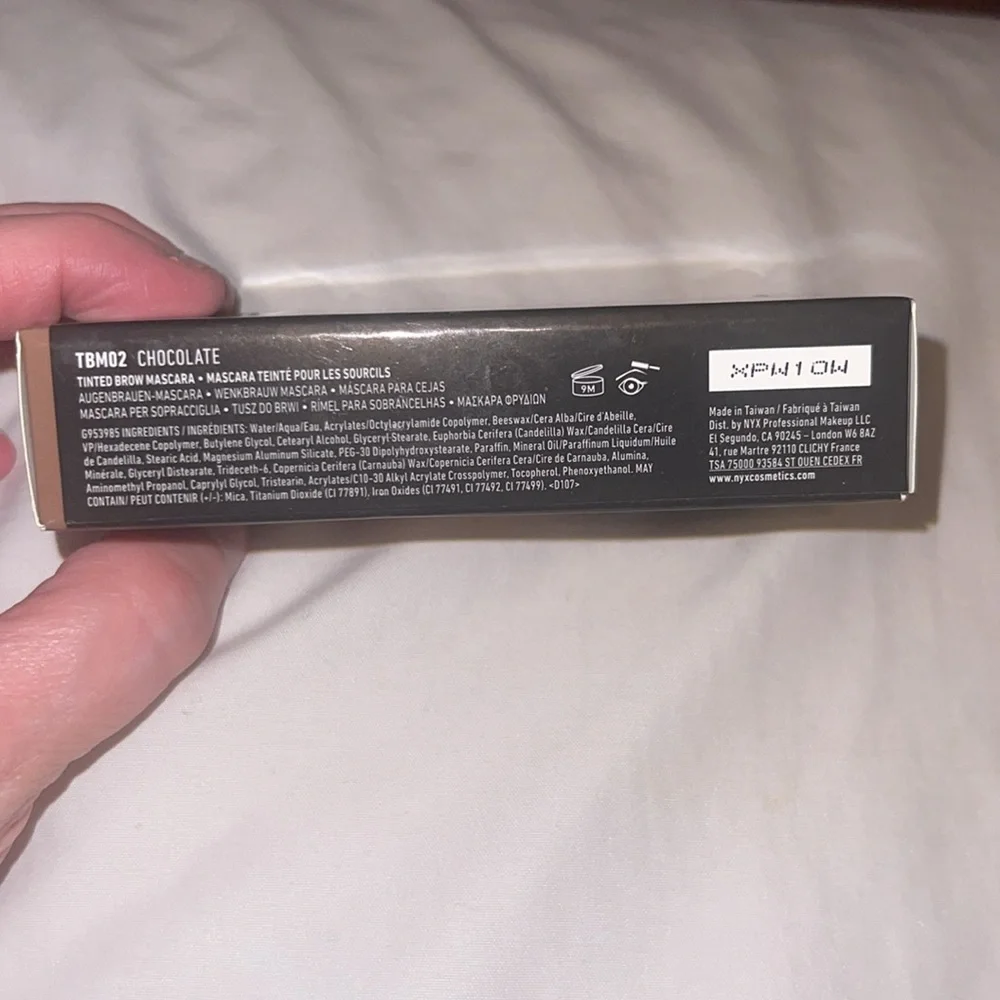 TBM02 CHOCOLATE
TINTED BROW MASCARA • MASCARA TEINTÉ POUR LES SOURCILS
AUGENBRAUEN-MASCARA • WENKBRAUW MASCARA • MÁSCARA PARA CEJAS
MASCARA PER SOPRACCIGLIA • TUSZ DO BRWI • RÍMEL PARA SOBRANCELHAS • ΜΑΣΚΑΡΑ ΦΡΥΔΙΩΝ
G953985 INGREDIENTS / INGRÉDIENTS: Water/Aqua/Eau, Acrylates/Octylacrylamide Copolymer, Beeswax/Cera Alba/Cire d'Abeille,
VP/Hexadecene Copolymer, Butylene Glycol, Cetearyl Alcohol, Glyceryl Stearate, Euphorbia Cerifera (Candelilla) Wax/Candelilla Cera/Cire
de Candelilla, Stearic Acid, Magnesium Aluminum Silicate, PEG-30 Dipolyhydroxystearate, Paraffin, Mineral Oil/Paraffinum Liquidum/Huile
Minérale, Glyceryl Distearate, Trideceth-6, Copernicia Cerifera (Carnauba) Wax/Copernicia Cerifera Cera/Cire de Carnauba, Alumina,
Aminomethyl Propanol, Caprylyl Glycol, Tristearin, Acrylates/C10-30 Alkyl Acrylate Crosspolymer, Tocopherol, Phenoxyethanol. MAY
CONTAIN/ PEUT CONTENIR (+/-): Mica, Titanium Dioxide (CI 77891), Iron Oxides (CI 77491, CI 77492, CI 77499). <D107>
9M
XPW10W
Made in Taiwan / Fabriqué à Taiwan
Dist. by NYX Professional Makeup LLC
El Segundo, CA 90245 – London W6 8AZ
41, rue Martre 92110 CLICHY France
TSA 75000 93584 ST OUEN CEDEX FR
www.nyxcosmetics.com